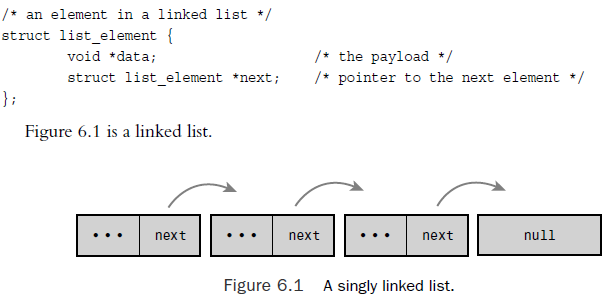 /* an element in a linked list */
struct list_element {
void *data; /* the payload */
struct list_element *next; /* pointer to the next element */
};
Figure 6.1 is a linked list.
••• next ••• next ••• next null
Figure 6.1 A singly linked list.